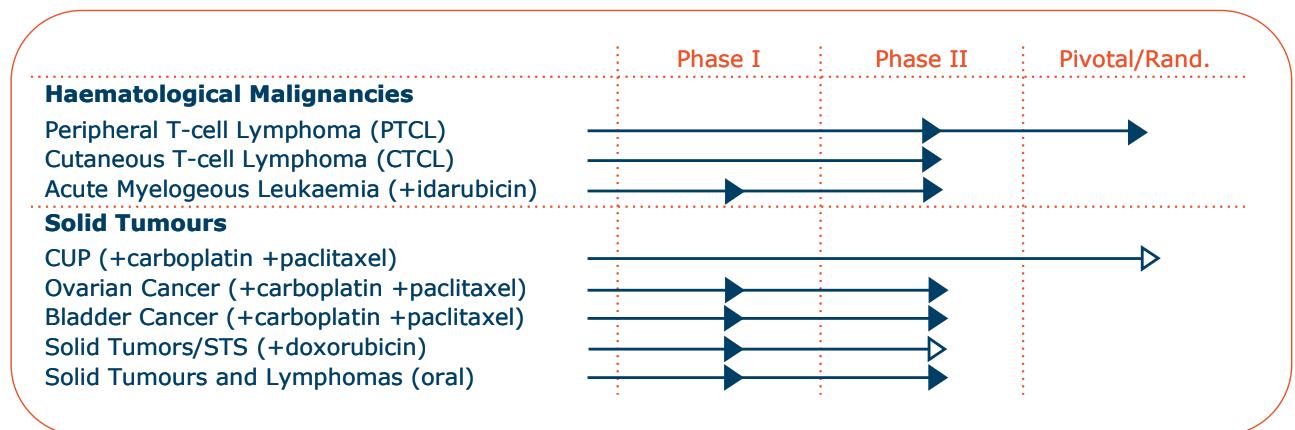 Phase I Phase II Pivotal/Rand.
Haematological Malignancies
Peripheral T-cell Lymphoma (PTCL)
Cutaneous T-cell Lymphoma (CTCL)
Acute Myelogeous Leukaemia (+idarubicin)
Solid Tumours
CUP (+carboplatin +paclitaxel)
Ovarian Cancer (+carboplatin +paclitaxel)
Bladder Cancer (+carboplatin +paclitaxel)
Solid Tumors/STS (+doxorubicin)
Solid Tumours and Lymphomas (oral)